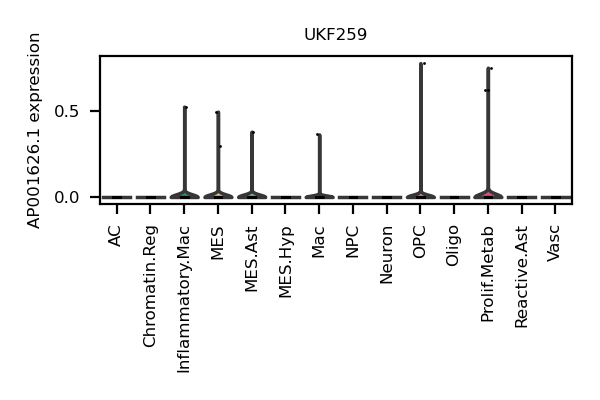 UKF259
AP001626.1 expression
0.5
0.0
AC
Chromatin.Reg
Inflammatory.Mac
MES
MES.Ast
MES.Hyp
Mac
NPC
Neuron
OPC
Oligo
Prolif.Metab
Reactive.Ast
Vasc